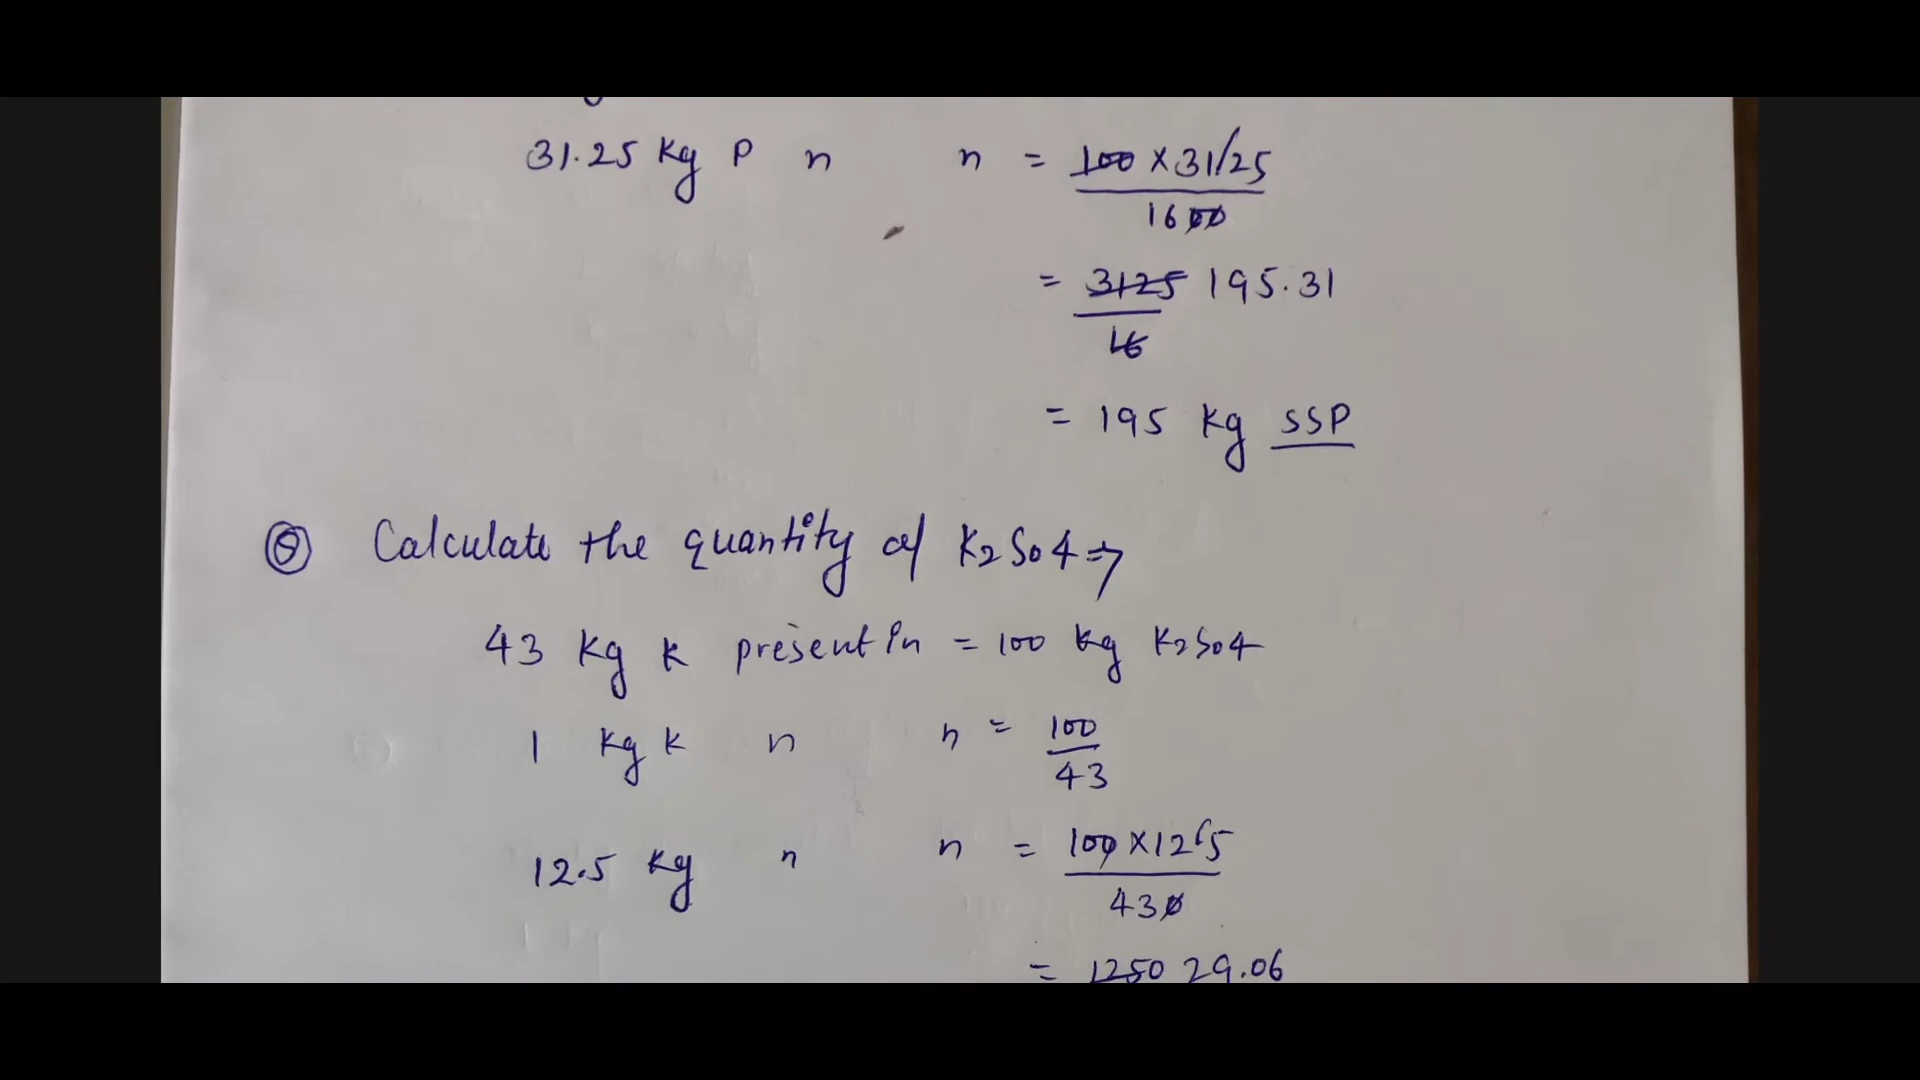 31.25 Kg P n n = 100 × 31/25
1600
= 3125 195.31
16
= 195 Kg SSP
Calculate the quantity of K2So4 ⇒
43 Kg K present in = 100 kg K2So4
1 Kg K n n = 100
43
12.5 Kg n n = 100 × 12.5
430
= 1250 29.06